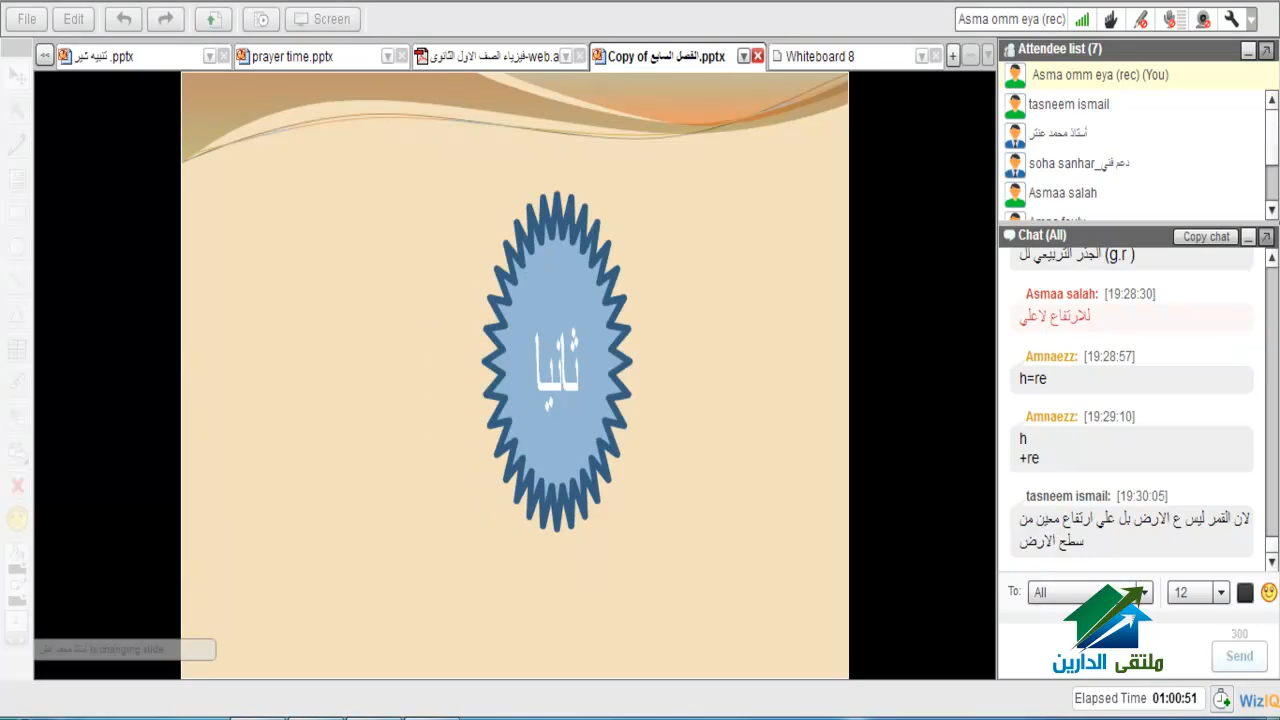 File
Edit
Screen
Asma omm eya (rec)
تنبيه شير .pptx
prayer time.pptx
فيزياء الصف الاول الثانوى-web.a
Copy of الفصل السابع.pptx
Whiteboard 8
Attendee list (7)
Asma omm eya (rec) (You)
tasneem ismail
أستاذ محمد عنتر
soha sanhar_دعم فني
Asmaa salah
Chat (All)
Copy chat
الجذر التربيعي لل (g.r )
Asmaa salah: [19:28:30]
للارتفاع لاعلي
Amnaezz: [19:28:57]
h=re
Amnaezz: [19:29:10]
h
+re
tasneem ismail: [19:30:05]
لان القمر ليس ع الارض بل علي ارتفاع معين من
سطح الارض
ثانيا
To:
All
12
ملتقى الدارين
300
Send
is changing slide
Elapsed Time 01:00:51
WizIQ